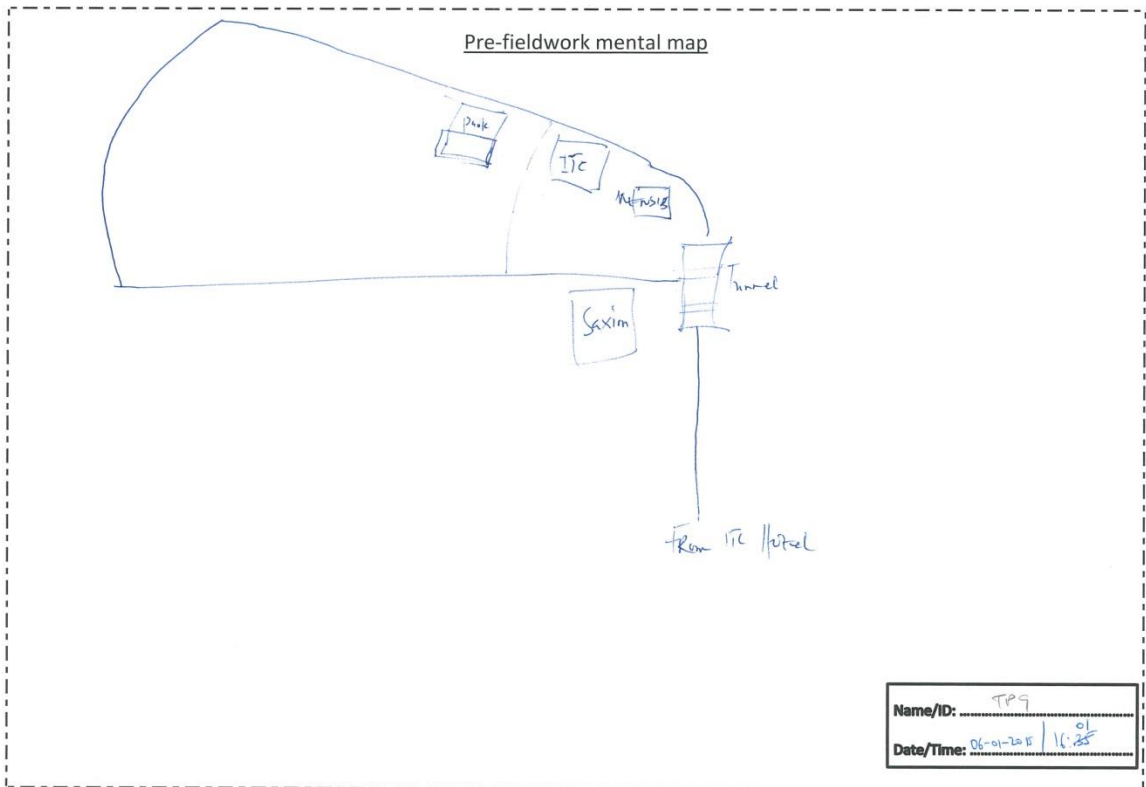 Pre-fieldwork mental map
Park
ITC
Saxion
Tunnel
From ITC Hotel
Name/ID: TP9
Date/Time: 06-01-2015 | 16: